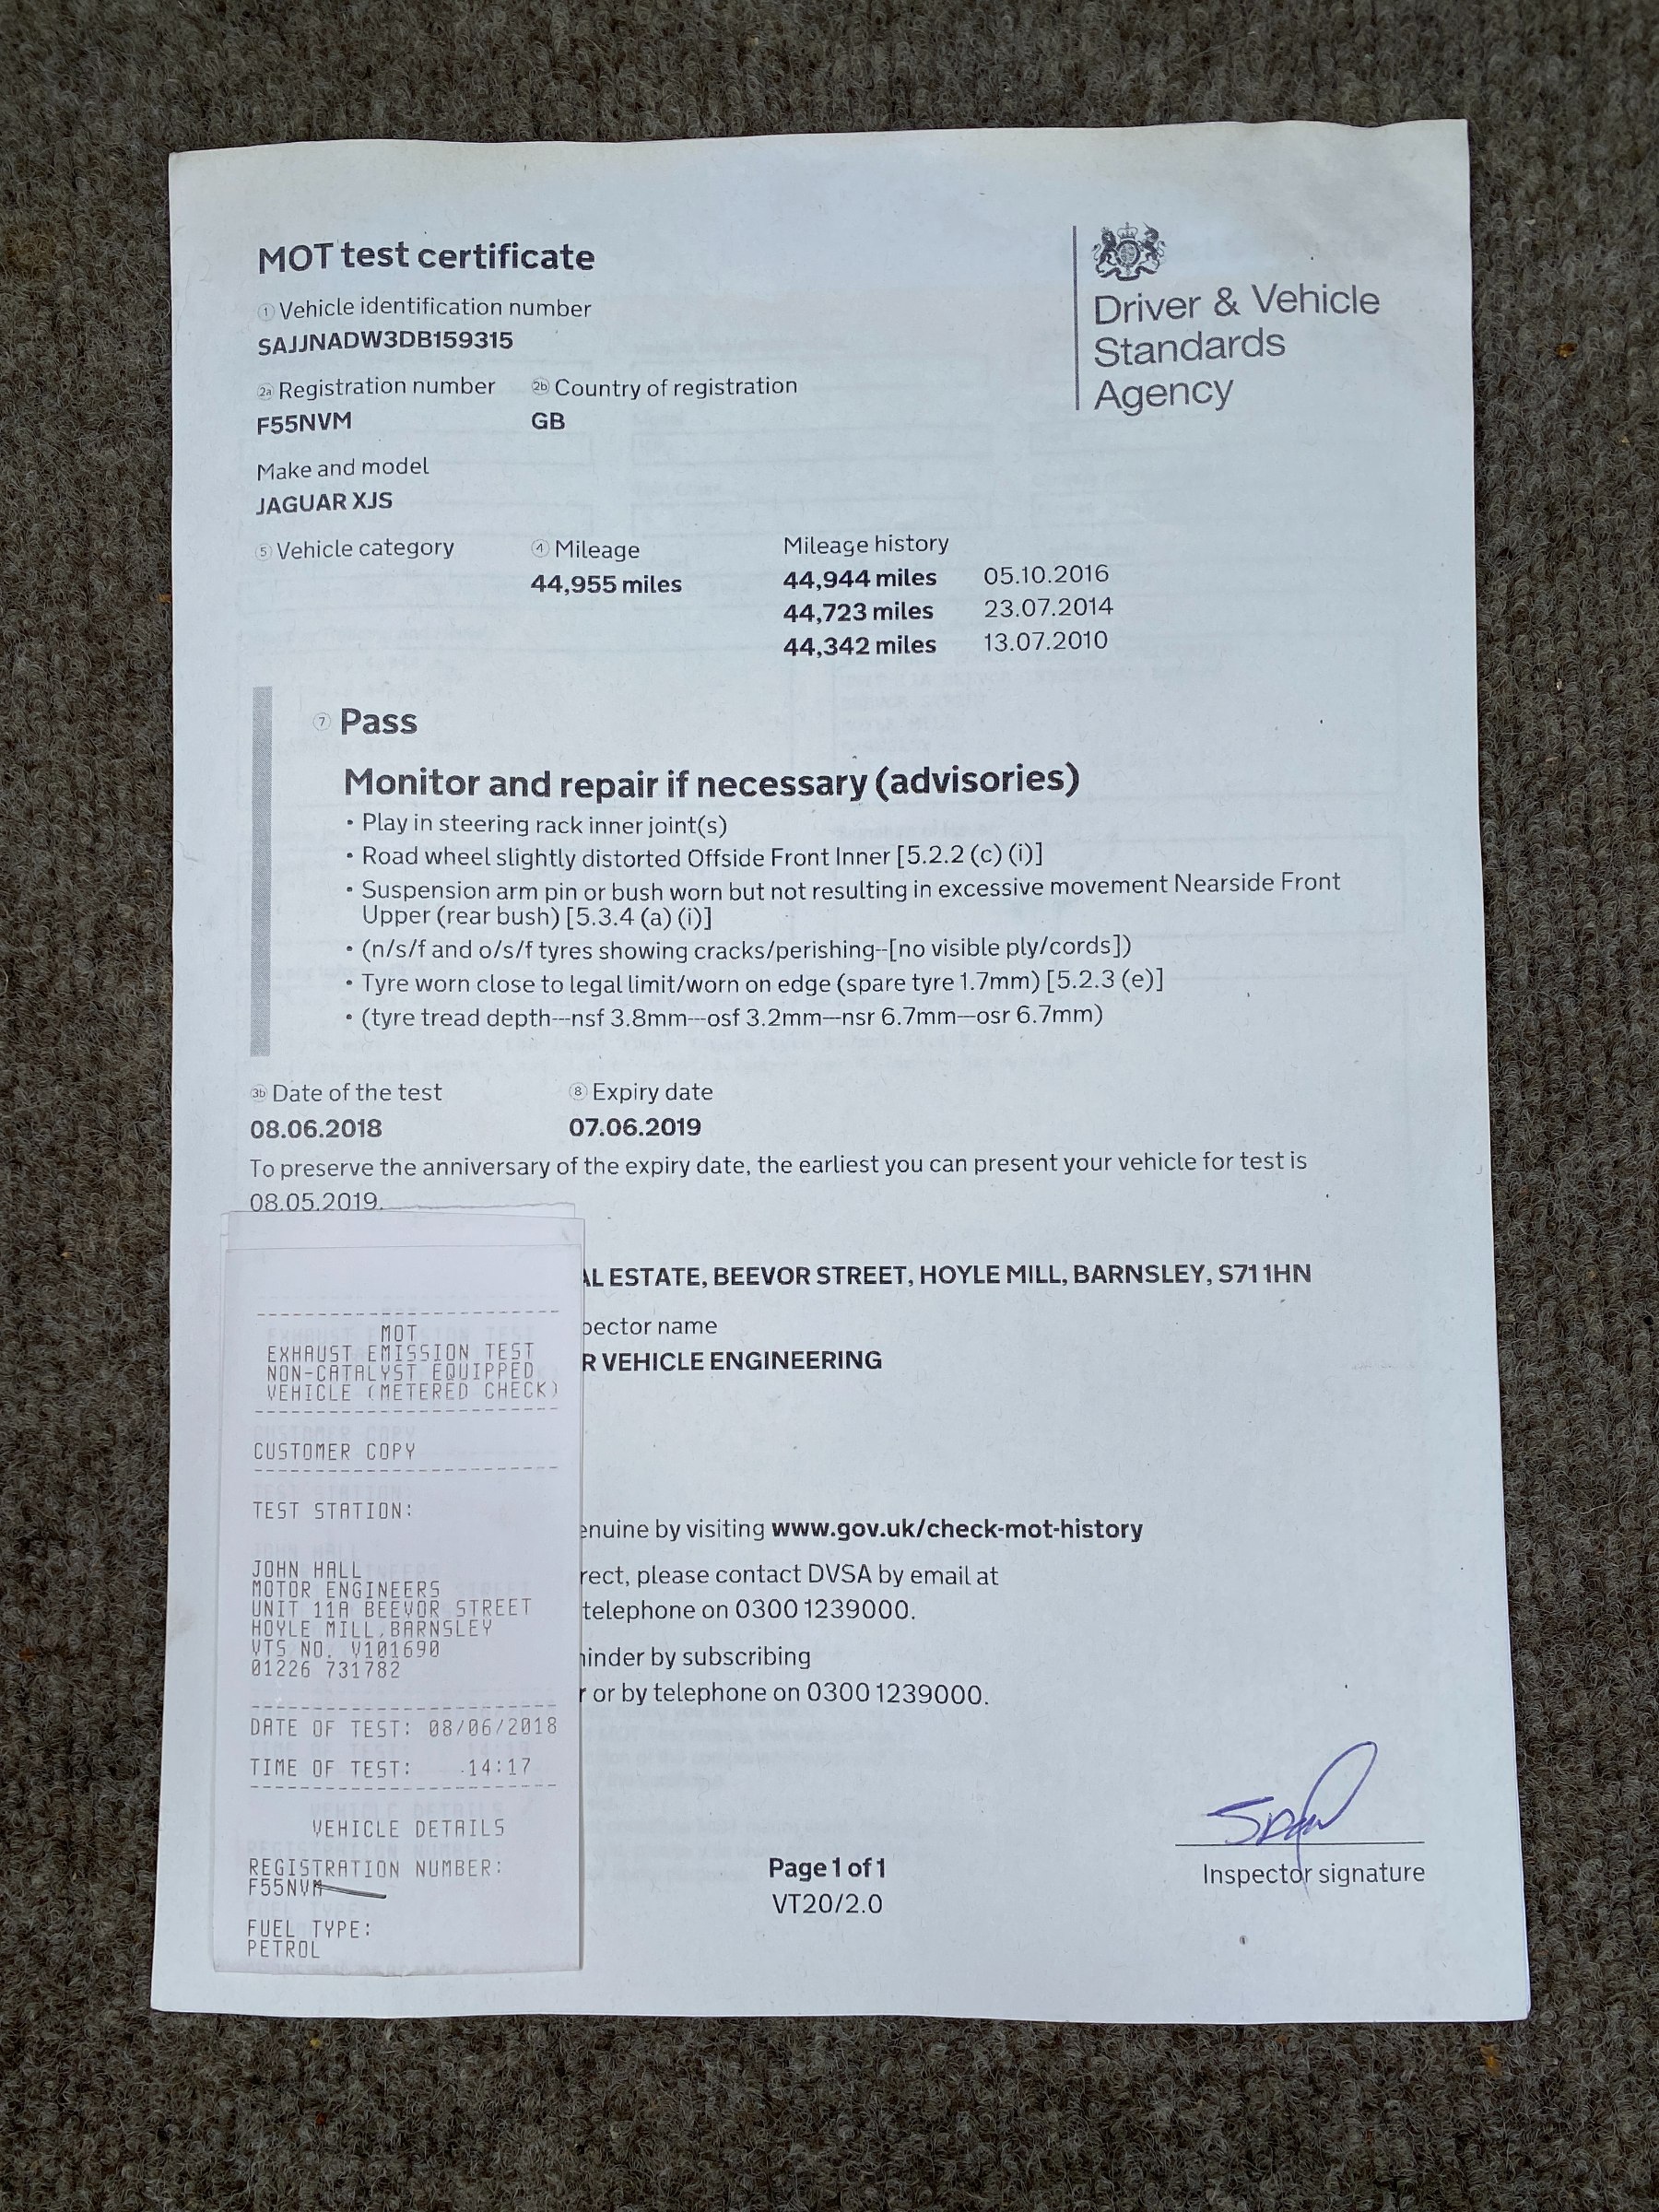 MOT test certificate
Driver & Vehicle
Standards
Agency
1 Vehicle identification number
SAJJNADW3DB159315
2a Registration number 2b Country of registration
F55NVM GB
Make and model
JAGUAR XJS
5 Vehicle category 4 Mileage Mileage history
44,955 miles 44,944 miles 05.10.2016
44,723 miles 23.07.2014
44,342 miles 13.07.2010
7 Pass
Monitor and repair if necessary (advisories)
• Play in steering rack inner joint(s)
• Road wheel slightly distorted Offside Front Inner [5.2.2 (c) (i)]
• Suspension arm pin or bush worn but not resulting in excessive movement Nearside Front
Upper (rear bush) [5.3.4 (a) (i)]
• (n/s/f and o/s/f tyres showing cracks/perishing--[no visible ply/cords])
• Tyre worn close to legal limit/worn on edge (spare tyre 1.7mm) [5.2.3 (e)]
• (tyre tread depth---nsf 3.8mm---osf 3.2mm---nsr 6.7mm---osr 6.7mm)
3b Date of the test 8 Expiry date
08.06.2018 07.06.2019
To preserve the anniversary of the expiry date, the earliest you can present your vehicle for test is
08.05.2019.
AL ESTATE, BEEVOR STREET, HOYLE MILL, BARNSLEY, S71 1HN
pector name
R VEHICLE ENGINEERING
enuine by visiting www.gov.uk/check-mot-history
rect, please contact DVSA by email at
telephone on 0300 1239000.
inder by subscribing
r or by telephone on 0300 1239000.
Inspector signature
Page 1 of 1
VT20/2.0
MOT
EXHAUST EMISSION TEST
NON-CATALYST EQUIPPED
VEHICLE (METERED CHECK)
CUSTOMER COPY
TEST STATION:
JOHN HALL
MOTOR ENGINEERS
UNIT 11A BEEVOR STREET
HOYLE MILL,BARNSLEY
VTS NO. V101690
01226 731782
DATE OF TEST: 08/06/2018
TIME OF TEST: 14:17
VEHICLE DETAILS
REGISTRATION NUMBER:
F55NVM
FUEL TYPE:
PETROL